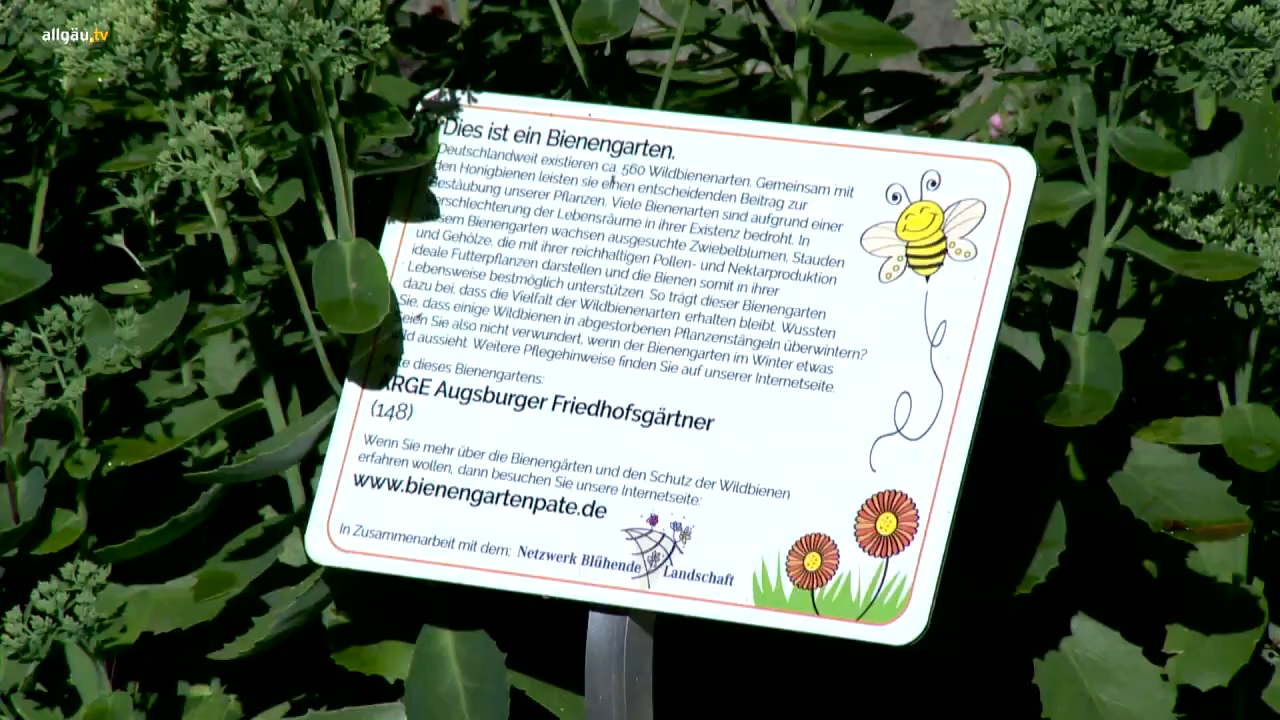 allgäu.tv
Dies ist ein Bienengarten.
Deutschlandweit existieren ca. 560 Wildbienenarten. Gemeinsam mit
den Honigbienen leisten sie einen entscheidenden Beitrag zur
Bestäubung unserer Pflanzen. Viele Bienenarten sind aufgrund einer
erschlechterung der Lebensräume in ihrer Existenz bedroht. In
sem Bienengarten wachsen ausgesuchte Zwiebelblumen, Stauden
und Gehölze, die mit ihrer reichhaltigen Pollen- und Nektarproduktion
ideale Futterpflanzen darstellen und die Bienen somit in ihrer
Lebensweise bestmöglich unterstützen. So trägt dieser Bienengarten
dazu bei, dass die Vielfalt der Wildbienenarten erhalten bleibt. Wussten
Sie, dass einige Wildbienen in abgestorbenen Pflanzenstängeln überwintern?
eien Sie also nicht verwundert, wenn der Bienengarten im Winter etwas
ld aussieht. Weitere Pflegehinweise finden Sie auf unserer Internetseite.
te dieses Bienengartens:
ARGE Augsburger Friedhofsgärtner
(148)
Wenn Sie mehr über die Bienengärten und den Schutz der Wildbienen
erfahren wollen, dann besuchen Sie unsere Internetseite:
www.bienengartenpate.de
In Zusammenarbeit mit dem: Netzwerk Blühende Landschaft